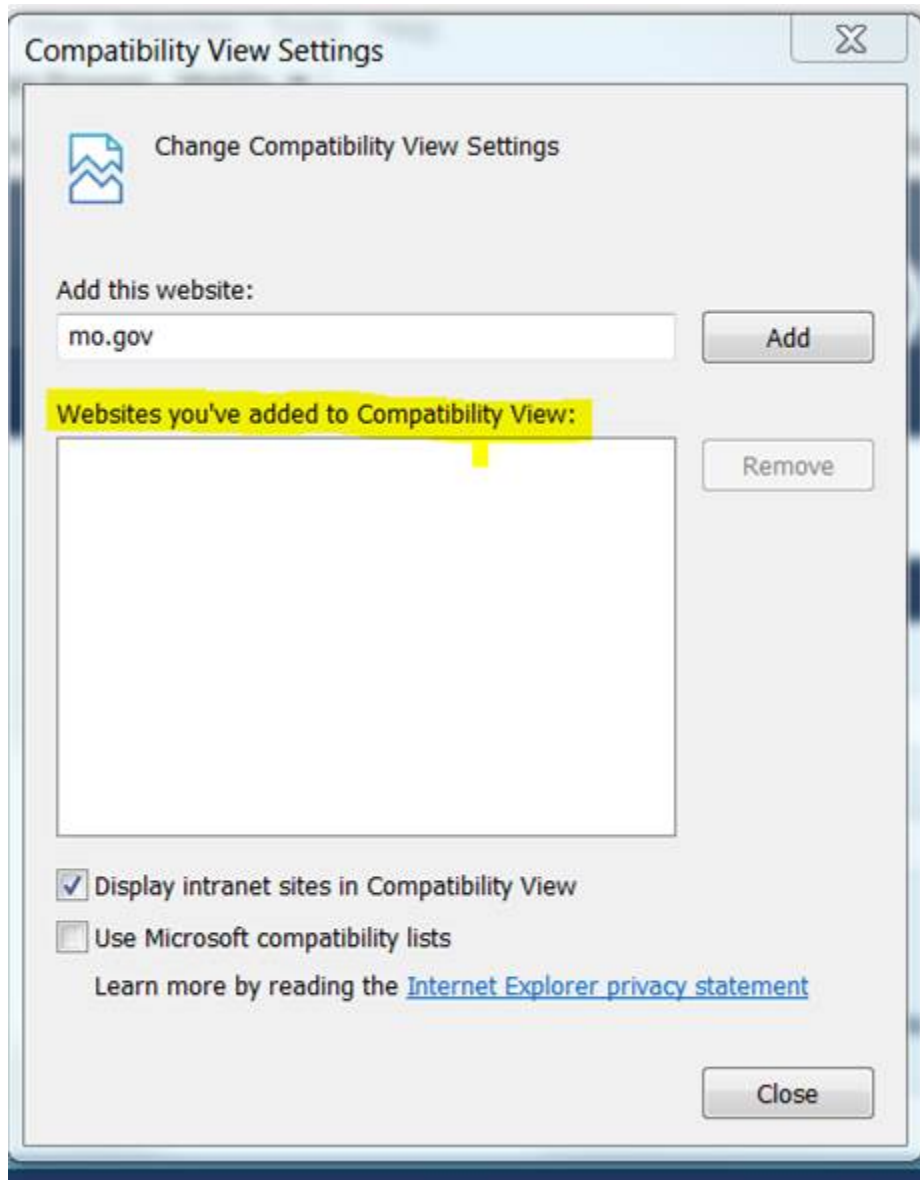 Compatibility View Settings
Change Compatibility View Settings
Add this website:
mo.gov
Add
Websites you've added to Compatibility View:
Remove
Display intranet sites in Compatibility View
Use Microsoft compatibility lists
Learn more by reading the Internet Explorer privacy statement
Close